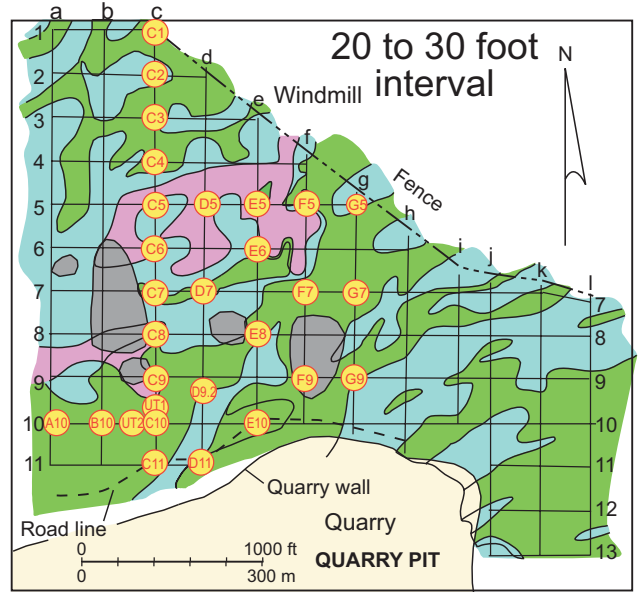 a b c
20 to 30 foot
interval
1 C1
N
2 C2 d
Windmill
e
3 C3
f
4 C4
g
Fence
5 C5 D5 E5 F5 G5
h
6 C6 E6
i j k l
7 C7 D7 F7 G7 7
8 C8 E8 8
9 C9 D9.2 F9 G9 9
UT1
10 A10 B10 UT2 C10 E10 10
11 C11 D11 11
Quarry wall
12
Road line
Quarry
13
QUARRY PIT
0 1000 ft
0 300 m